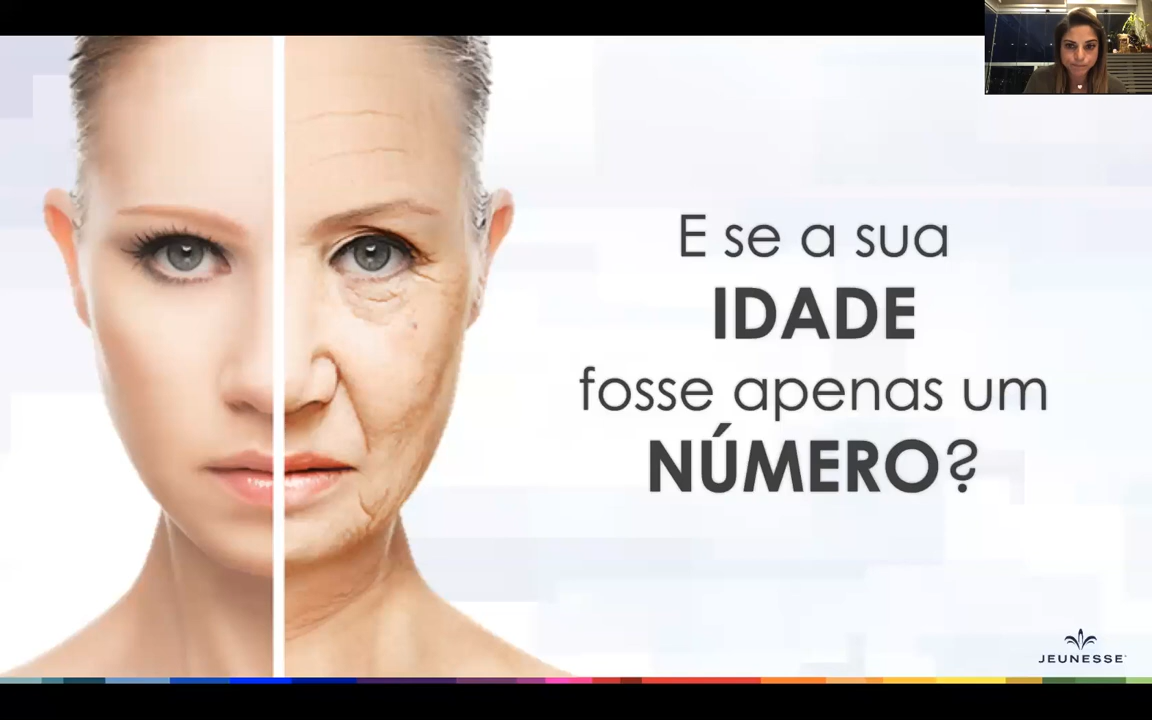 E se a sua
IDADE
fosse apenas um
NÚMERO?
JEUNESSE